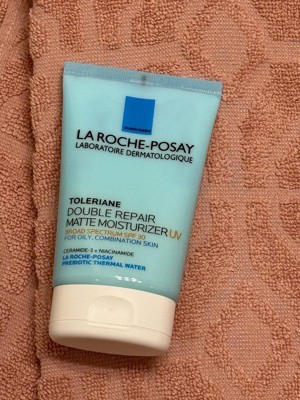 LA ROCHE-POSAY
LABORATOIRE DERMATOLOGIQUE
TOLERIANE
DOUBLE REPAIR
MATTE MOISTURIZER UV
BROAD SPECTRUM SPF 30
FOR OILY, COMBINATION SKIN
CERAMIDE-3 + NIACINAMIDE
LA ROCHE-POSAY
PREBIOTIC THERMAL WATER